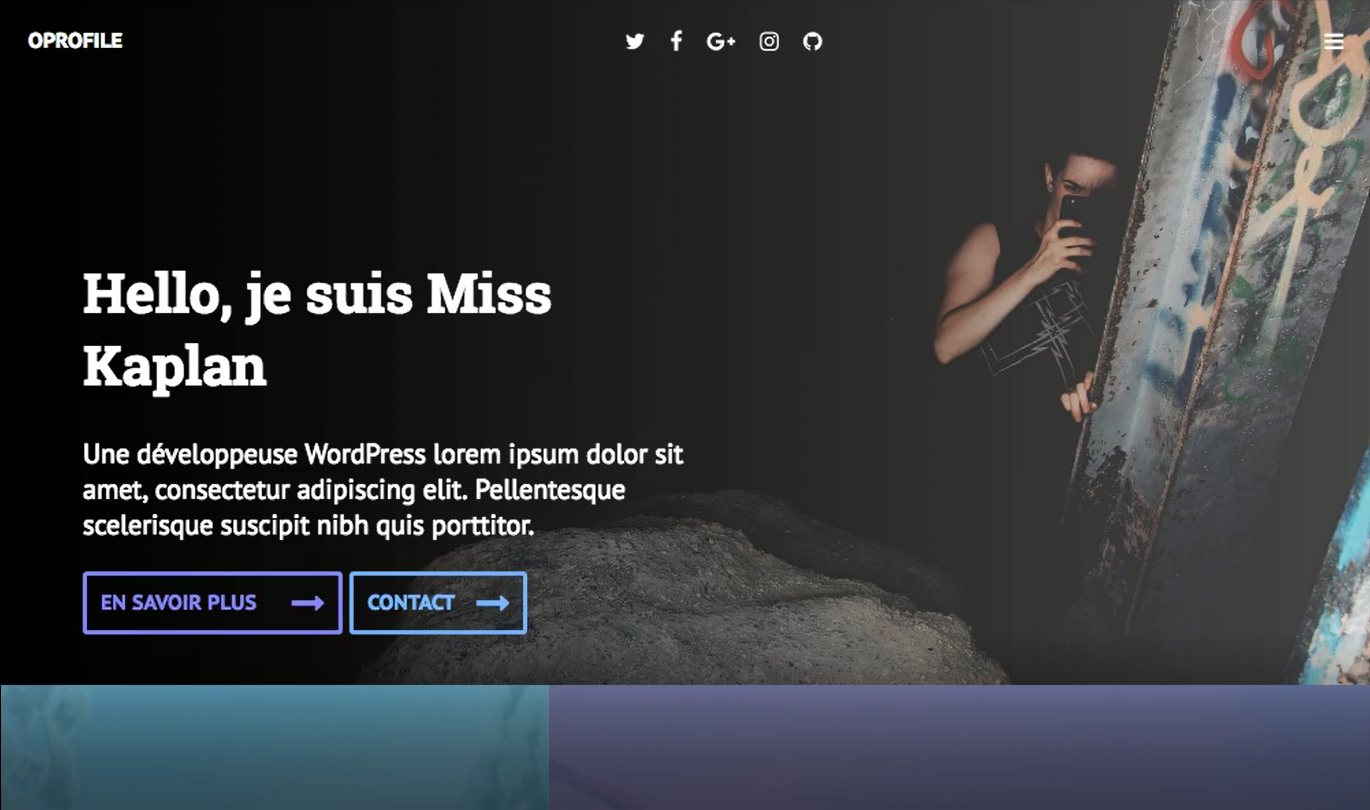 OPROFILE
Hello, je suis Miss
Kaplan
Une développeuse WordPress lorem ipsum dolor sit
amet, consectetur adipiscing elit. Pellentesque
scelerisque suscipit nibh quis porttitor.
EN SAVOIR PLUS
CONTACT